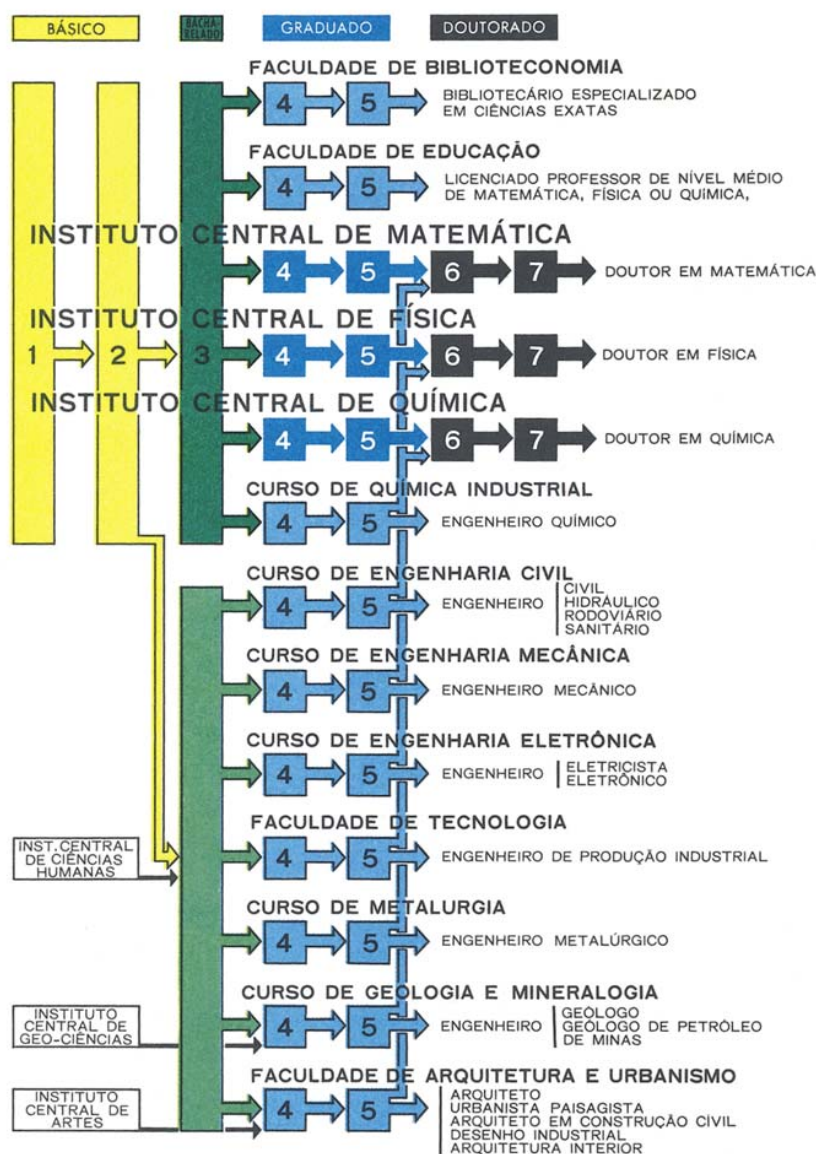 BÁSICO
BACHA-
RELADO
GRADUADO
DOUTORADO
FACULDADE DE BIBLIOTECONOMIA
4 5
BIBLIOTECÁRIO ESPECIALIZADO
EM CIÊNCIAS EXATAS
FACULDADE DE EDUCAÇÃO
4 5
LICENCIADO PROFESSOR DE NÍVEL MÉDIO
DE MATEMÁTICA, FÍSICA OU QUÍMICA,
INSTITUTO CENTRAL DE MATEMÁTICA
4 5 6 7 DOUTOR EM MATEMÁTICA
INSTITUTO CENTRAL DE FÍSICA
1 2 3 4 5 6 7 DOUTOR EM FÍSICA
INSTITUTO CENTRAL DE QUÍMICA
4 5 6 7 DOUTOR EM QUÍMICA
CURSO DE QUÍMICA INDUSTRIAL
4 5 ENGENHEIRO QUÍMICO
CURSO DE ENGENHARIA CIVIL
4 5 ENGENHEIRO
CIVIL
HIDRÁULICO
RODOVIÁRIO
SANITÁRIO
CURSO DE ENGENHARIA MECÂNICA
4 5 ENGENHEIRO MECÂNICO
CURSO DE ENGENHARIA ELETRÔNICA
4 5 ENGENHEIRO
ELETRICISTA
ELETRÔNICO
FACULDADE DE TECNOLOGIA
INST. CENTRAL
DE CIÊNCIAS
HUMANAS
4 5 ENGENHEIRO DE PRODUÇÃO INDUSTRIAL
CURSO DE METALURGIA
4 5 ENGENHEIRO METALÚRGICO
CURSO DE GEOLOGIA E MINERALOGIA
INSTITUTO
CENTRAL DE
GEO-CIÊNCIAS
4 5 ENGENHEIRO
GEÓLOGO
GEÓLOGO DE PETRÓLEO
DE MINAS
FACULDADE DE ARQUITETURA E URBANISMO
INSTITUTO
CENTRAL DE
ARTES
4 5
ARQUITETO
URBANISTA PAISAGISTA
ARQUITETO EM CONSTRUÇÃO CIVIL
DESENHO INDUSTRIAL
ARQUITETURA INTERIOR